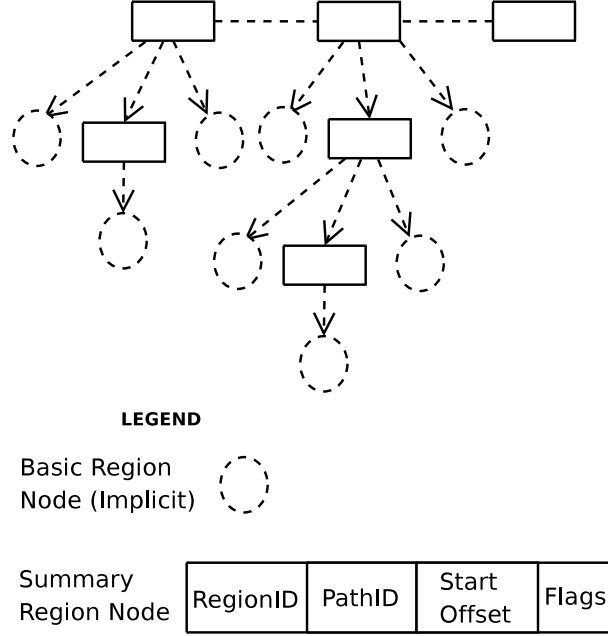 LEGEND
Basic Region
Node (Implicit)
Summary
Region Node
RegionID
PathID
Start
Offset
Flags